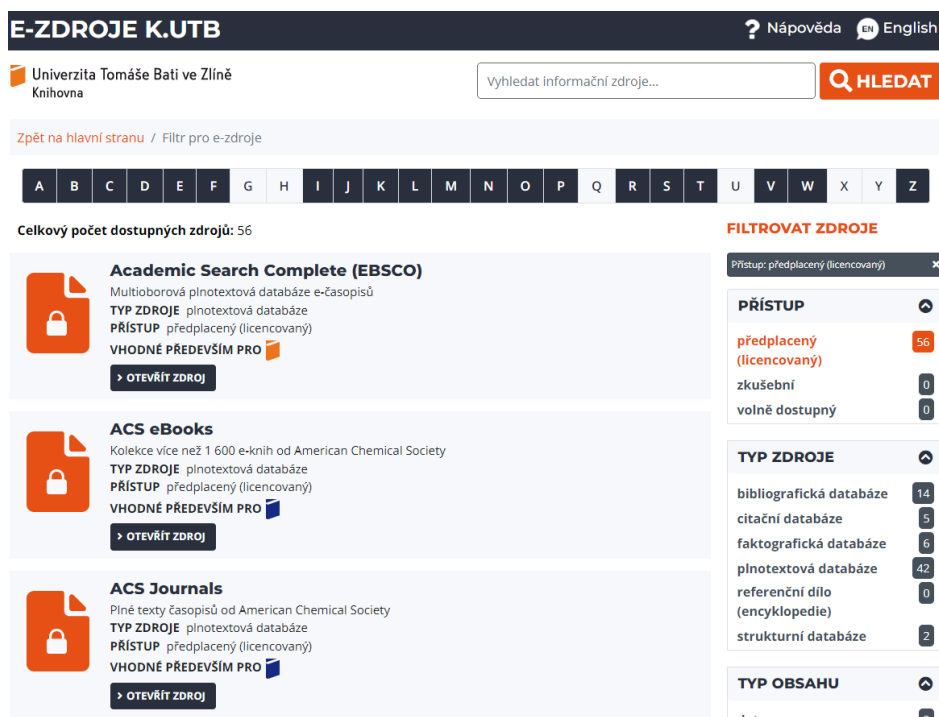 E-ZDROJE K.UTB
? Nápověda EN English
Univerzita Tomáše Bati ve Zlíně
Knihovna
Vyhledat informační zdroje...
HLEDAT
Zpět na hlavní stranu / Filtr pro e-zdroje
A B C D E F G H I J K L M N O P Q R S T U V W X Y Z
Celkový počet dostupných zdrojů: 56
Academic Search Complete (EBSCO)
Multioborová plnotextová databáze e-časopisů
TYP ZDROJE plnotextová databáze
PŘÍSTUP předplacený (licencovaný)
VHODNÉ PŘEDEVŠÍM PRO
> OTEVŘÍT ZDROJ
ACS eBooks
Kolekce více než 1 600 e-knih od American Chemical Society
TYP ZDROJE plnotextová databáze
PŘÍSTUP předplacený (licencovaný)
VHODNÉ PŘEDEVŠÍM PRO
> OTEVŘÍT ZDROJ
ACS Journals
Plné texty časopisů od American Chemical Society
TYP ZDROJE plnotextová databáze
PŘÍSTUP předplacený (licencovaný)
VHODNÉ PŘEDEVŠÍM PRO
> OTEVŘÍT ZDROJ
FILTROVAT ZDROJE
Přístup: předplacený (licencovaný) ×
PŘÍSTUP
předplacený 56
(licencovaný)
zkušební 0
volně dostupný 0
TYP ZDROJE
bibliografická databáze 14
citační databáze 5
faktografická databáze 6
plnotextová databáze 42
referenční dílo 0
(encyklopedie)
strukturní databáze 2
TYP OBSAHU